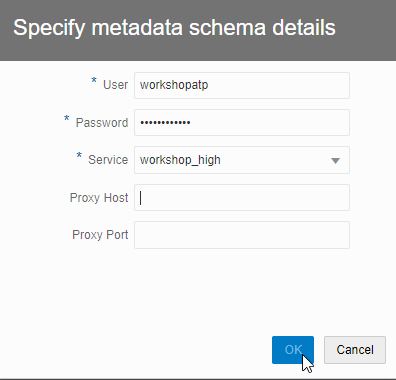 Specify metadata schema details
* User workshopatp
* Password ••••••••••••
* Service workshop_high
Proxy Host
Proxy Port
OK Cancel